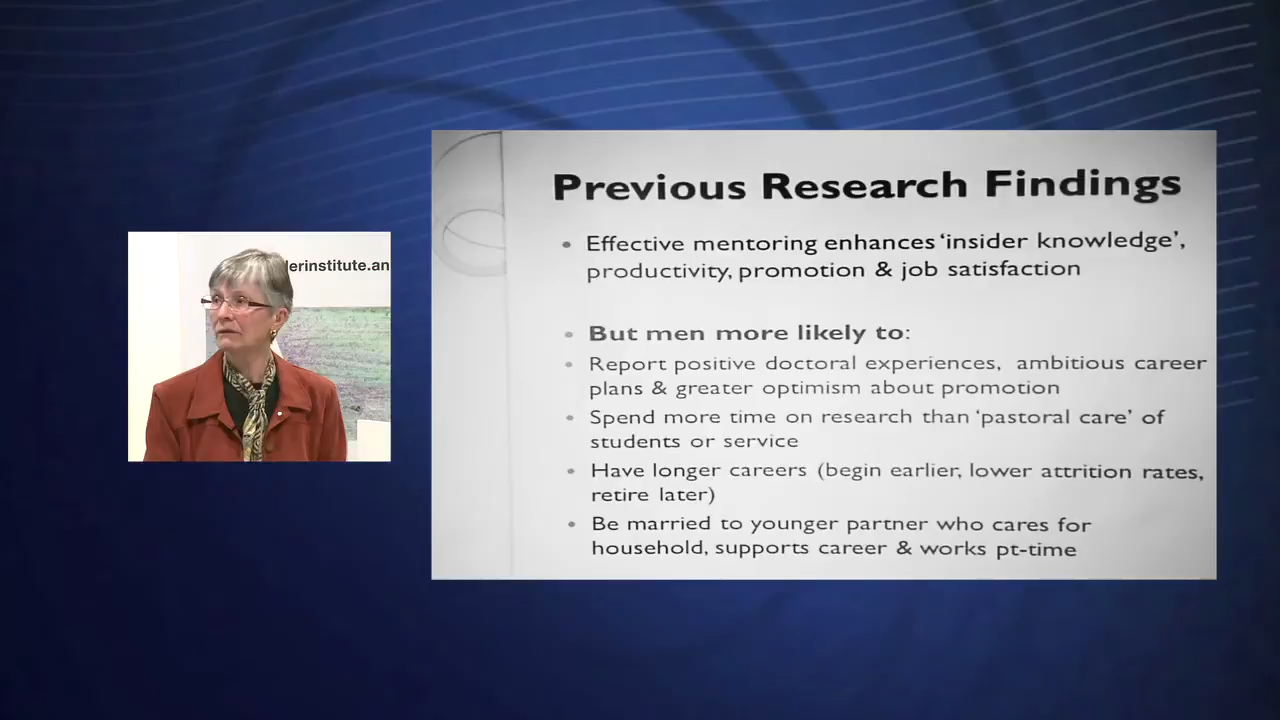 lerinstitute.an
Previous Research Findings
• Effective mentoring enhances ‘insider knowledge’,
productivity, promotion & job satisfaction
• But men more likely to:
• Report positive doctoral experiences, ambitious career
plans & greater optimism about promotion
• Spend more time on research than ‘pastoral care’ of
students or service
• Have longer careers (begin earlier, lower attrition rates,
retire later)
• Be married to younger partner who cares for
household, supports career & works pt-time